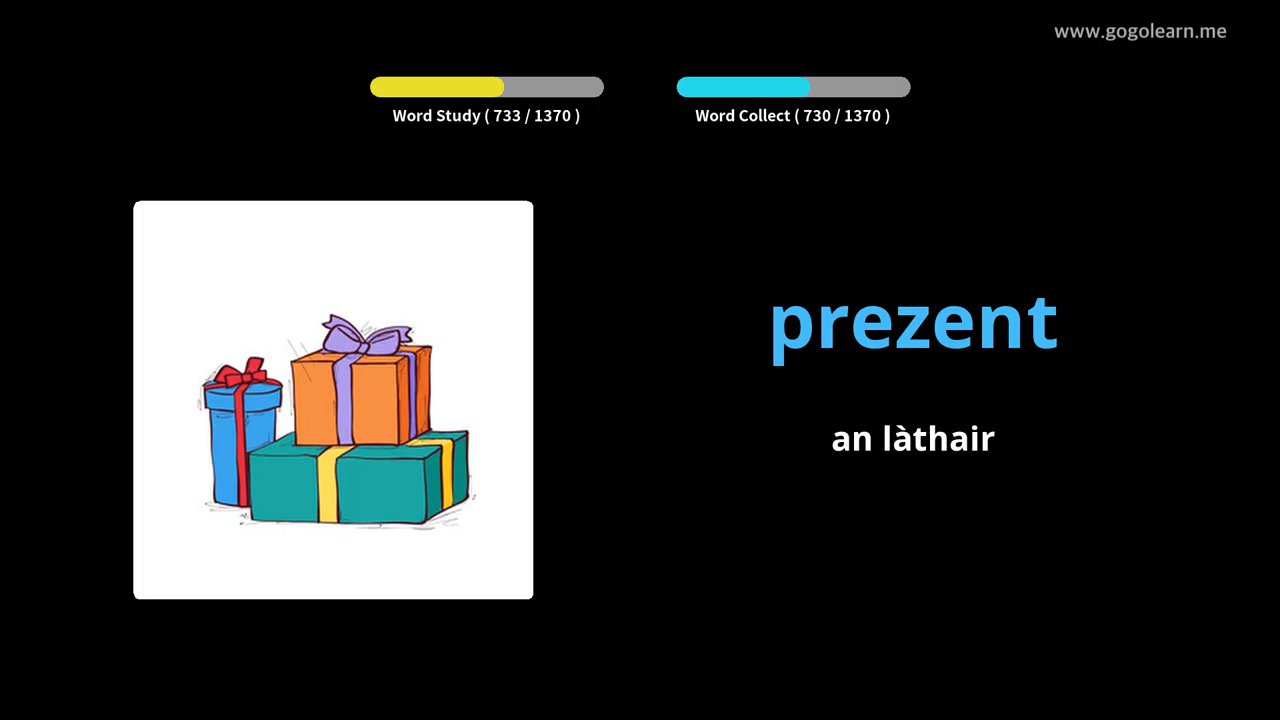 www.gogolearn.me
Word Study ( 733 / 1370 )
Word Collect ( 730 / 1370 )
prezent
an làthair